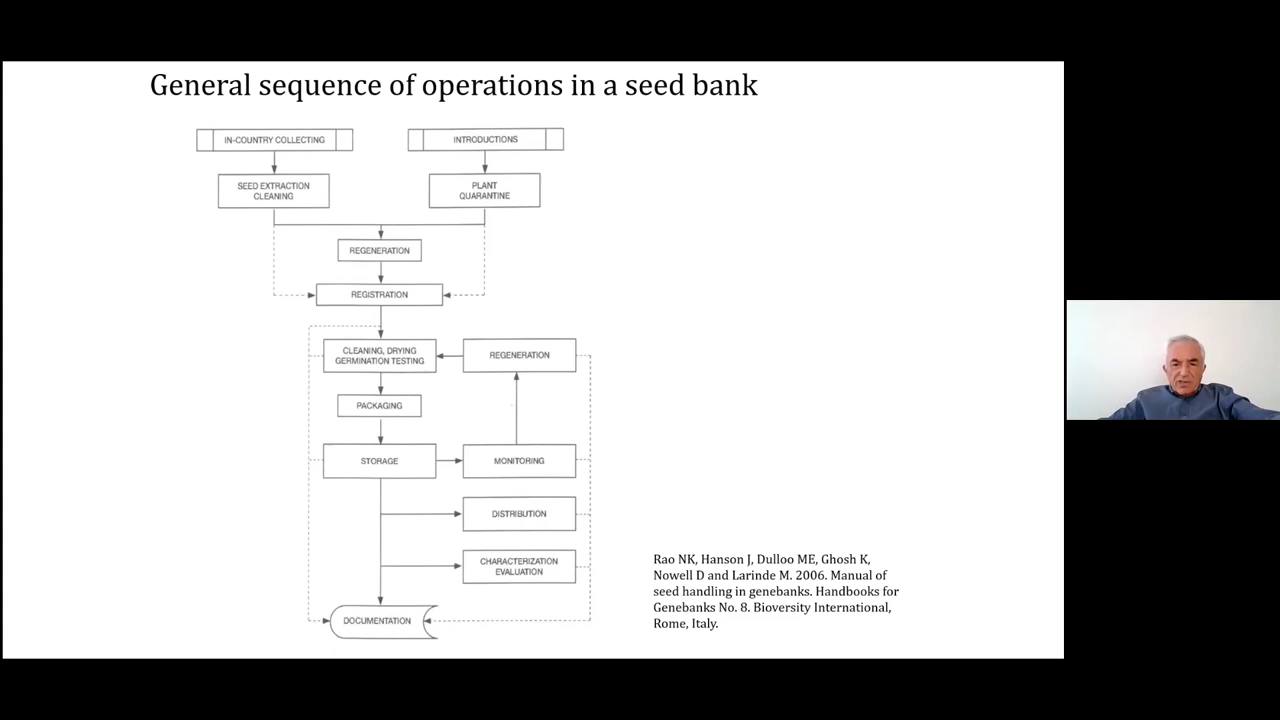 General sequence of operations in a seed bank
IN-COUNTRY COLLECTING
INTRODUCTIONS
SEED EXTRACTION
CLEANING
PLANT
QUARANTINE
REGENERATION
REGISTRATION
CLEANING, DRYING
GERMINATION TESTING
REGENERATION
PACKAGING
STORAGE
MONITORING
DISTRIBUTION
CHARACTERIZATION
EVALUATION
DOCUMENTATION
Rao NK, Hanson J, Dulloo ME, Ghosh K,
Nowell D and Larinde M. 2006. Manual of
seed handling in genebanks. Handbooks for
Genebanks No. 8. Bioversity International,
Rome, Italy.